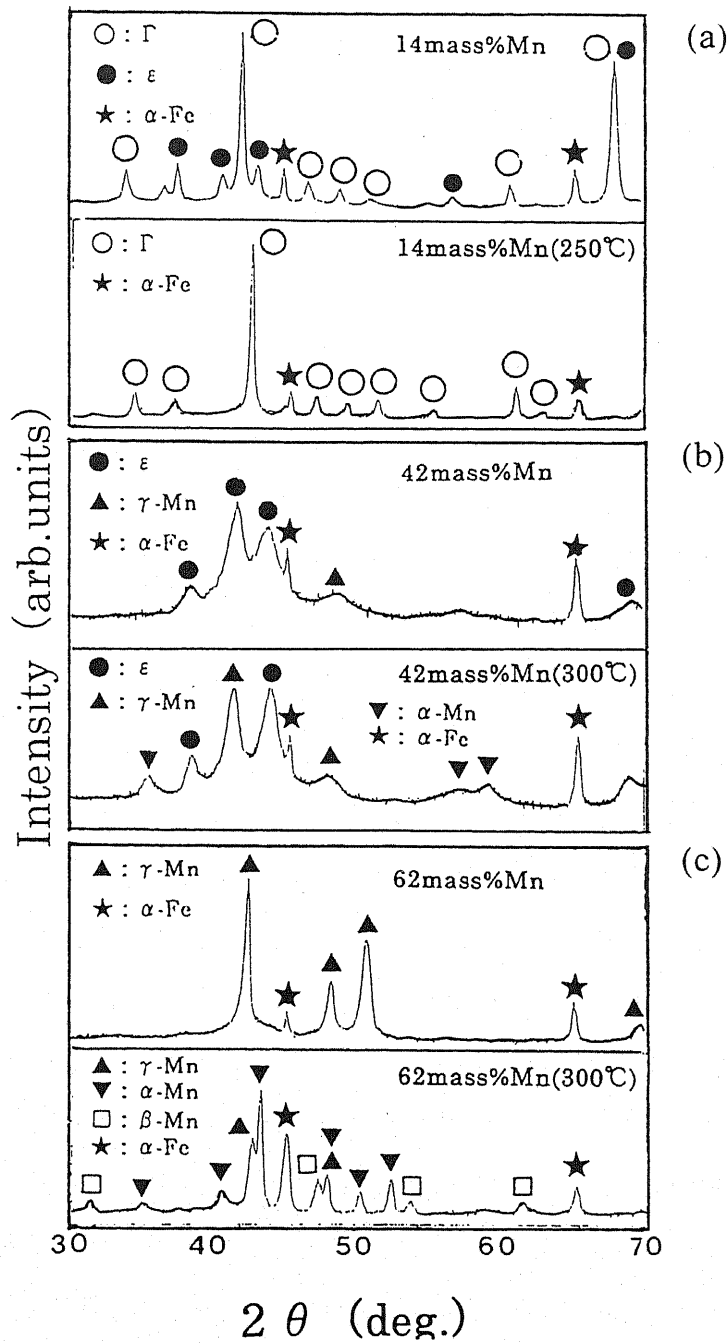 (a)
○ : Γ
● : ε
★ : α-Fe
14mass%Mn
○ : Γ
★ : α-Fe
14mass%Mn(250℃)
(b)
● : ε
▲ : γ-Mn
★ : α-Fe
42mass%Mn
● : ε
▲ : γ-Mn
42mass%Mn(300℃)
▼ : α-Mn
★ : α-Fe
(c)
▲ : γ-Mn
★ : α-Fe
62mass%Mn
▲ : γ-Mn
▼ : α-Mn
□ : β-Mn
★ : α-Fe
62mass%Mn(300℃)
Intensity (arb.units)
30 40 50 60 70
2 θ (deg.)